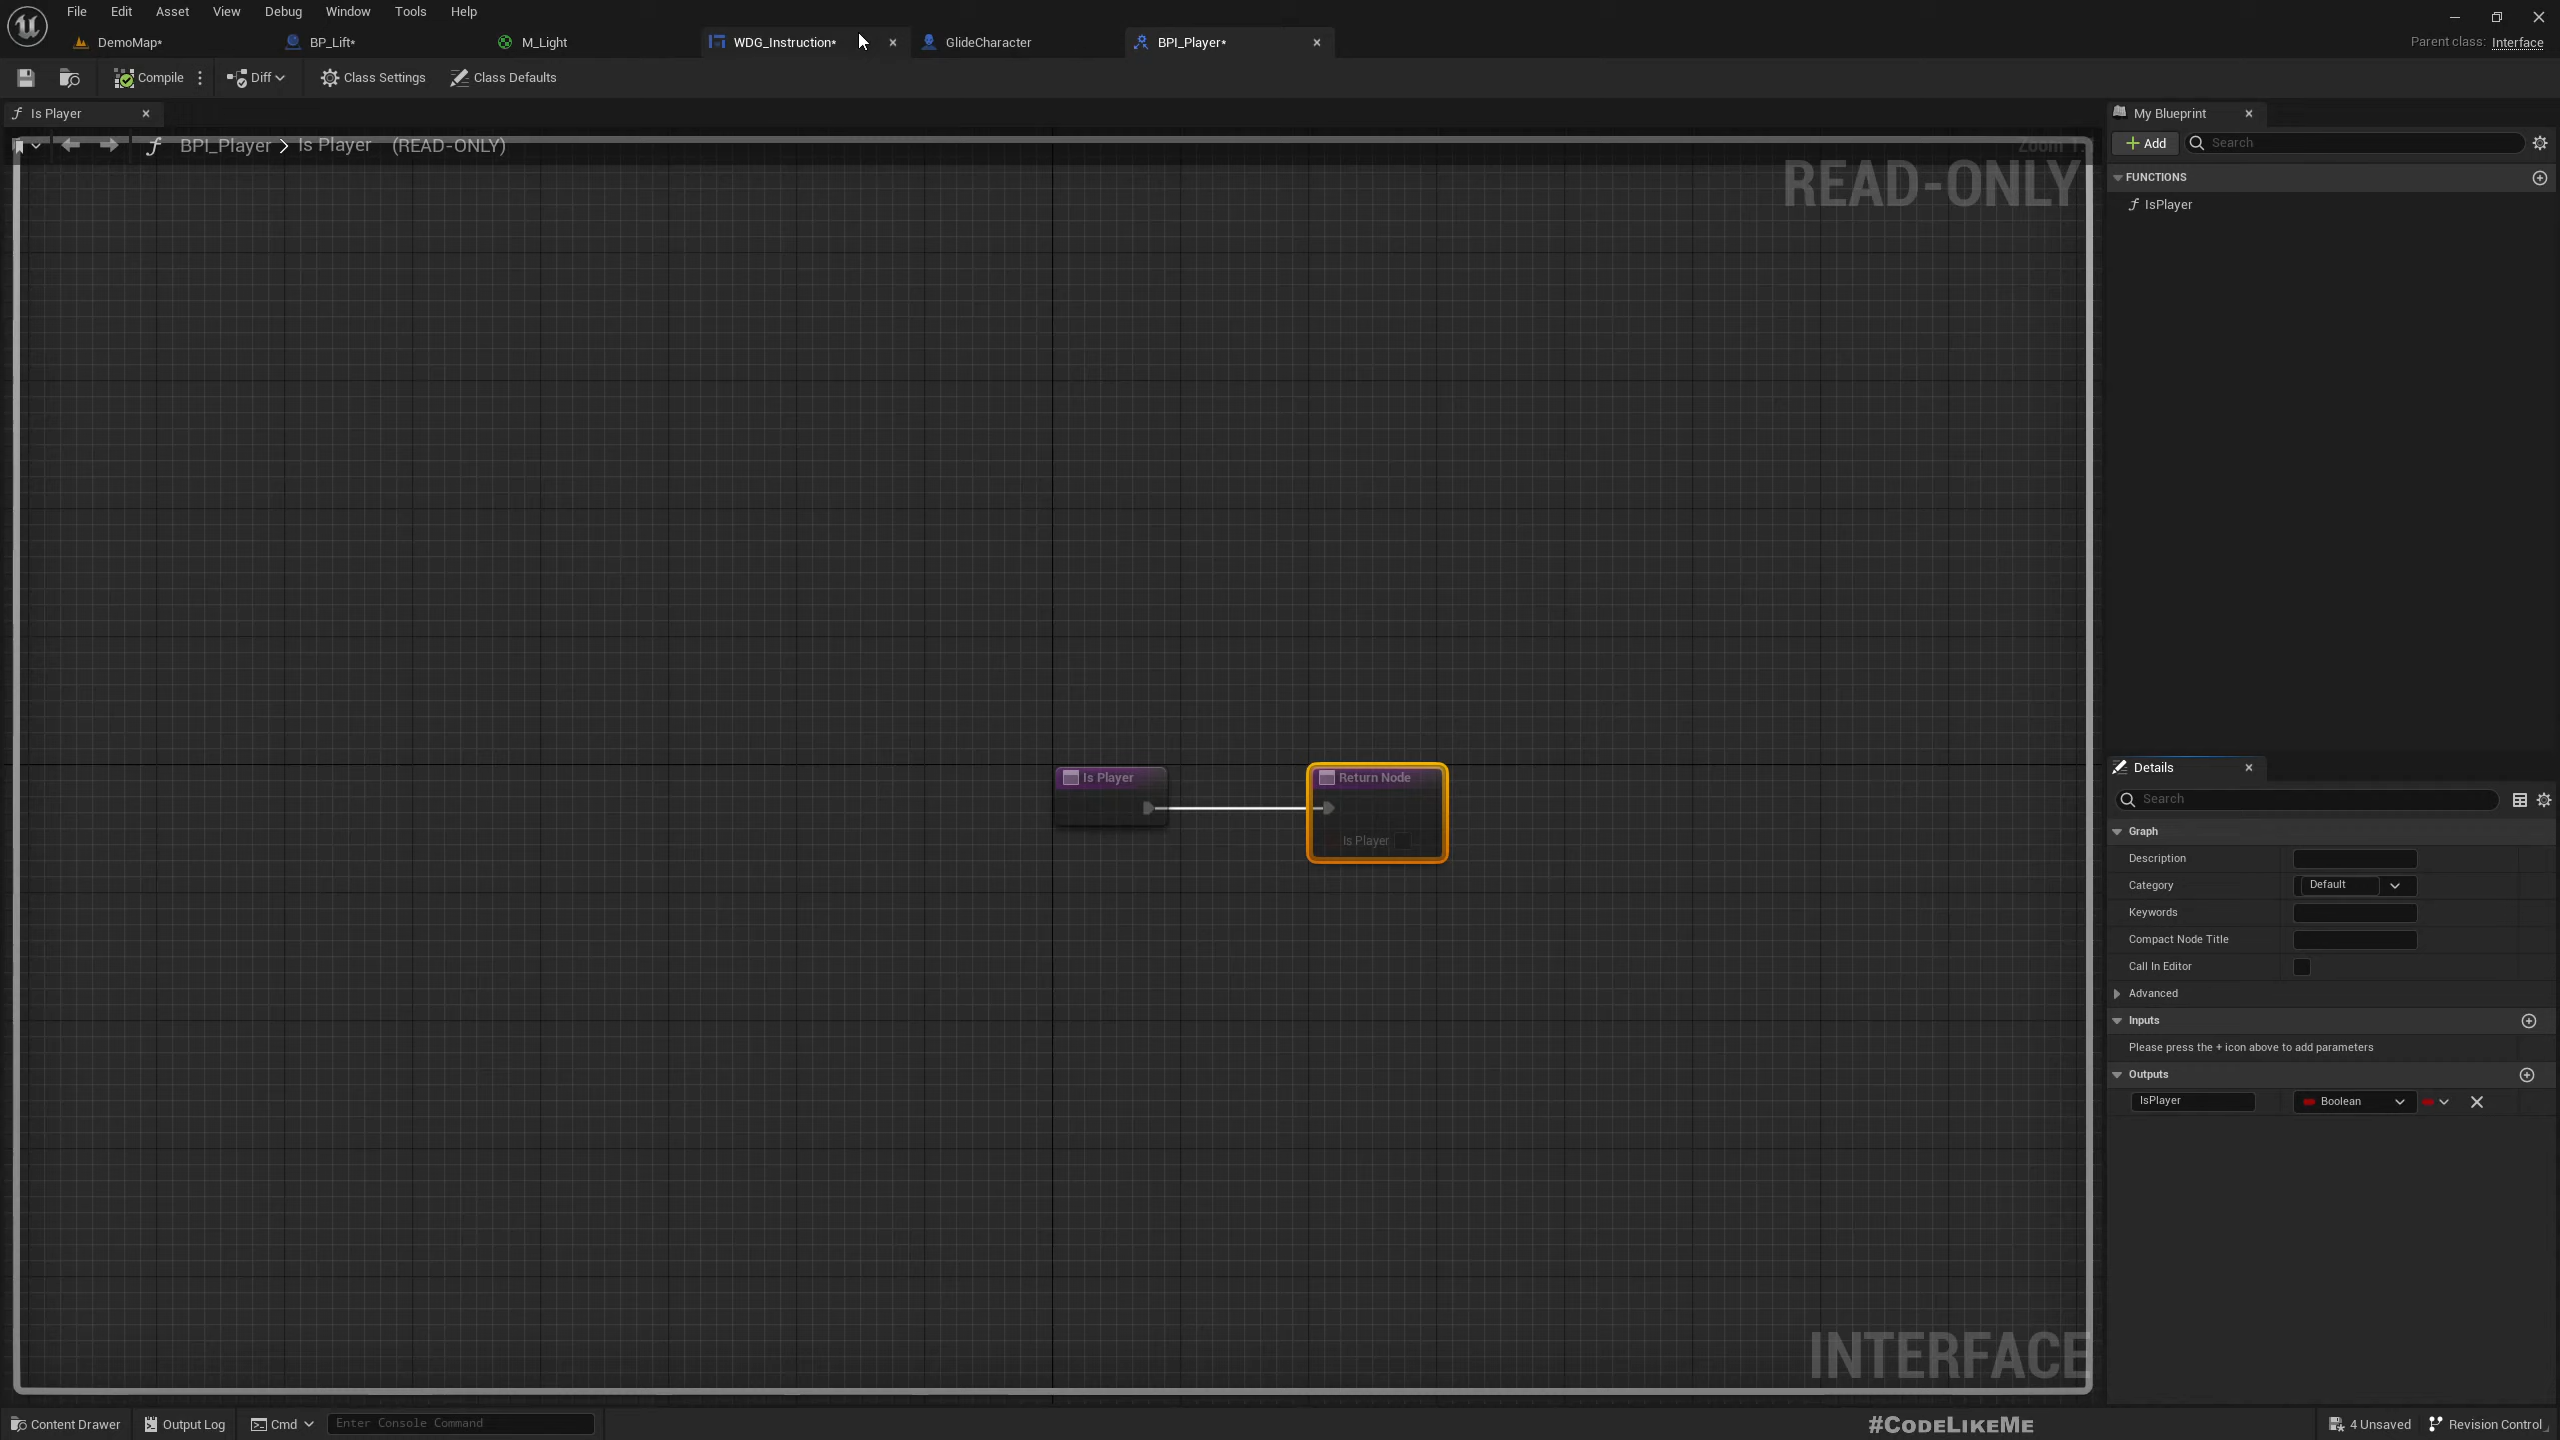 File Edit Asset View Debug Window Tools Help
DemoMap* BP_Lift* M_Light WDG_Instruction* GlideCharacter BPI_Player*
Parent class: Interface
Compile Diff Class Settings Class Defaults
Is Player
BPI_Player > Is Player (READ-ONLY)
Zoom 1
READ-ONLY
My Blueprint
Add Search
FUNCTIONS
IsPlayer
Is Player
Return Node
Is Player
Details
Search
Graph
Description
Category Default
Keywords
Compact Node Title
Call In Editor
Advanced
Inputs
Please press the + icon above to add parameters
Outputs
IsPlayer Boolean
INTERFACE
Content Drawer Output Log Cmd Enter Console Command
#CodeLikeMe
4 Unsaved Revision Control